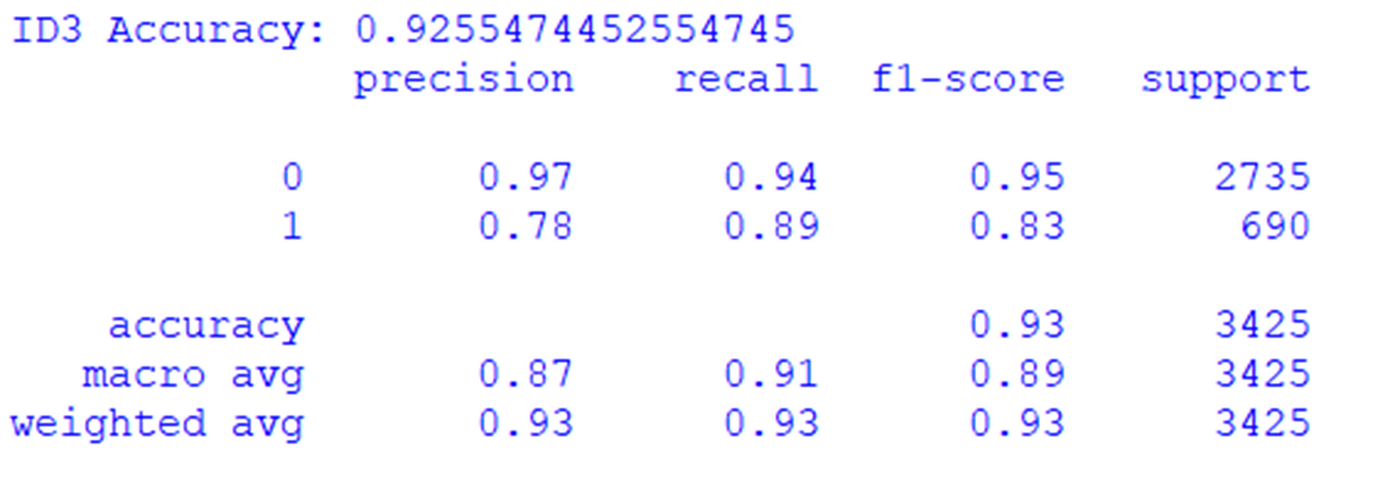 ID3 Accuracy: 0.9255474452554745
precision recall f1-score support
0 0.97 0.94 0.95 2735
1 0.78 0.89 0.83 690
accuracy 0.93 3425
macro avg 0.87 0.91 0.89 3425
weighted avg 0.93 0.93 0.93 3425